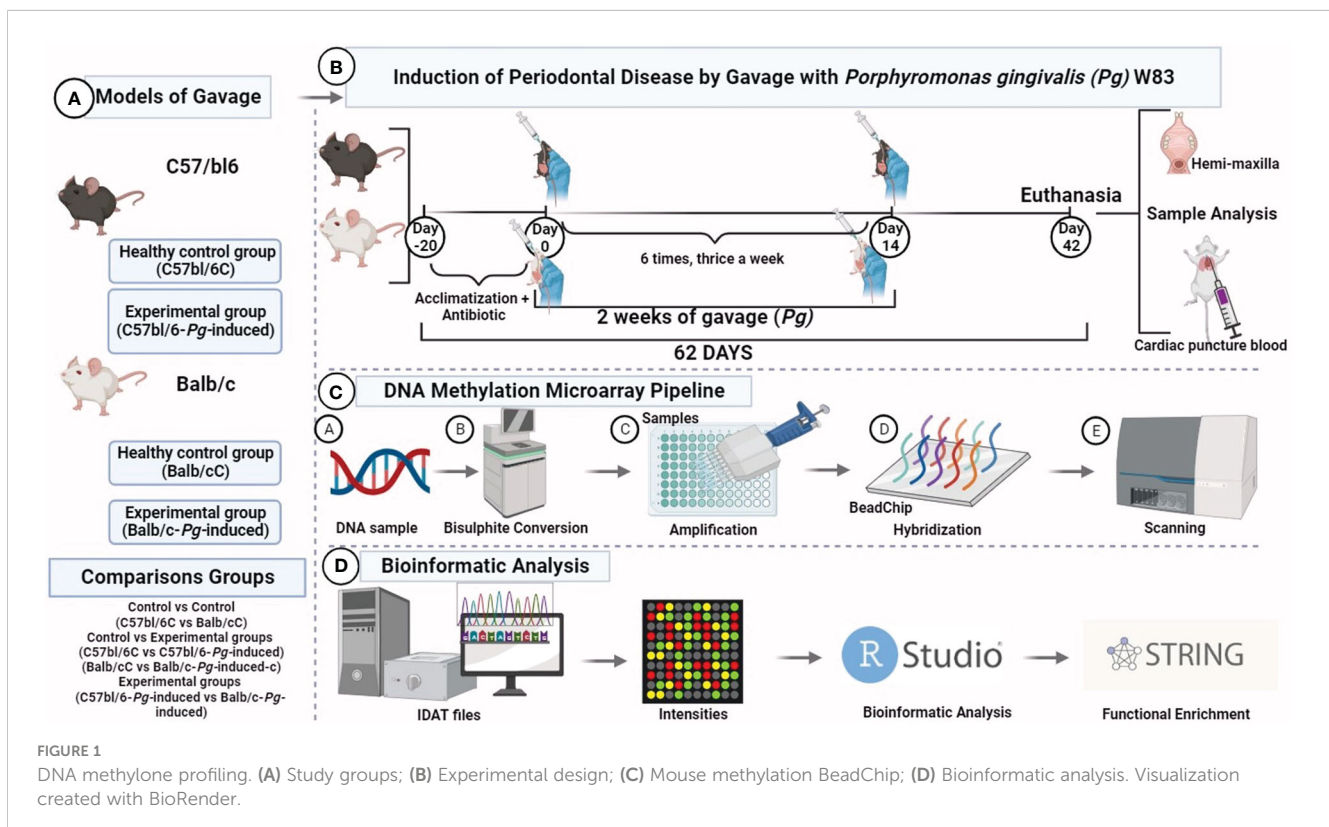 A Models of Gavage
C57/bl6
Healthy control group
(C57bl/6C)
Experimental group
(C57bl/6-Pg-induced)
Balb/c
Healthy control group
(Balb/cC)
Experimental group
(Balb/c-Pg-induced)
Comparisons Groups
Control vs Control
(C57bl/6C vs Balb/cC)
Control vs Experimental groups
(C57bl/6C vs C57bl/6-Pg-induced)
(Balb/cC vs Balb/c-Pg-induced-c)
Experimental groups
(C57bl/6-Pg-induced vs Balb/c-Pg-
induced)
B
Induction of Periodontal Disease by Gavage with Porphyromonas gingivalis (Pg) W83
Day
-20
Day
0
Day
14
Euthanasia
Day
42
6 times, thrice a week
Acclimatization +
Antibiotic
2 weeks of gavage (Pg)
62 DAYS
Hemi-maxilla
Sample Analysis
Cardiac puncture blood
C DNA Methylation Microarray Pipeline
A
DNA sample
B
Bisulphite Conversion
C
Samples
Amplification
D
BeadChip
Hybridization
E
Scanning
D Bioinformatic Analysis
IDAT files
Intensities
R Studio
Bioinformatic Analysis
STRING
Functional Enrichment
FIGURE 1
DNA methylone profiling. (A) Study groups; (B) Experimental design; (C) Mouse methylation BeadChip; (D) Bioinformatic analysis. Visualization
created with BioRender.